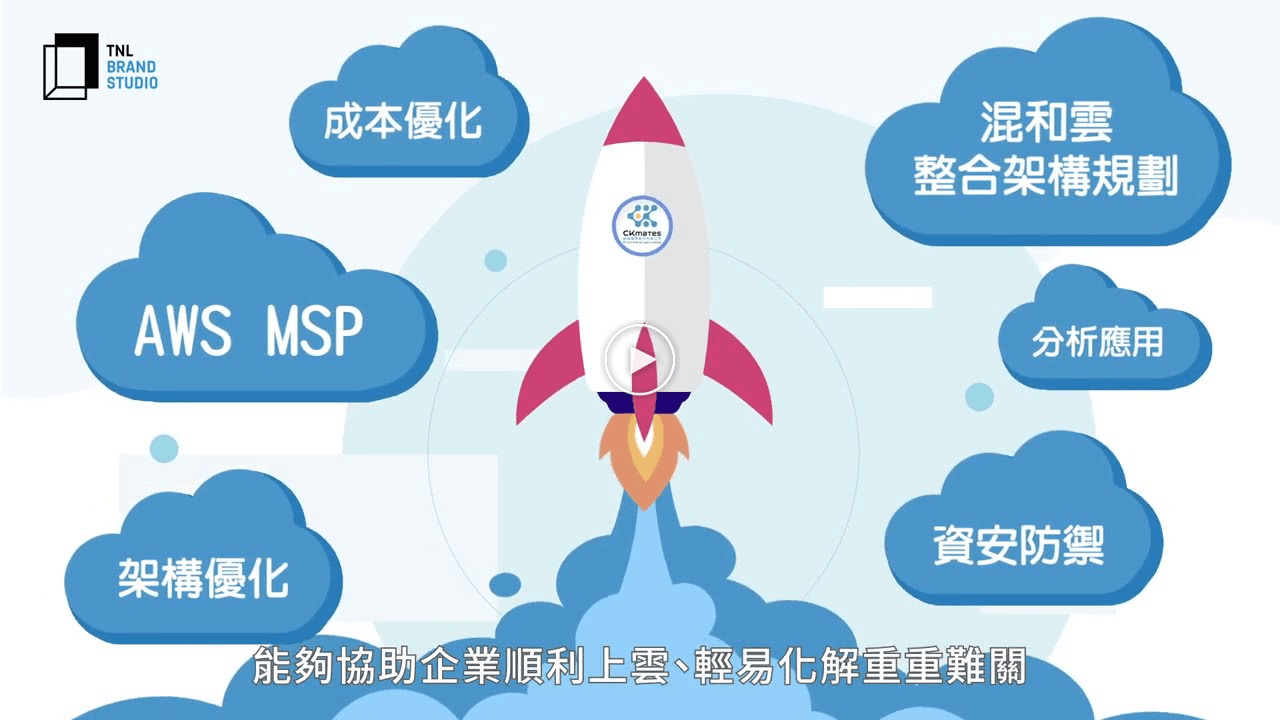 TNL
BRAND
STUDIO
成本優化
混和雲
整合架構規劃
CKmates
AWS MSP
分析應用
架構優化
資安防禦
能夠協助企業順利上雲、輕易化解重重難關